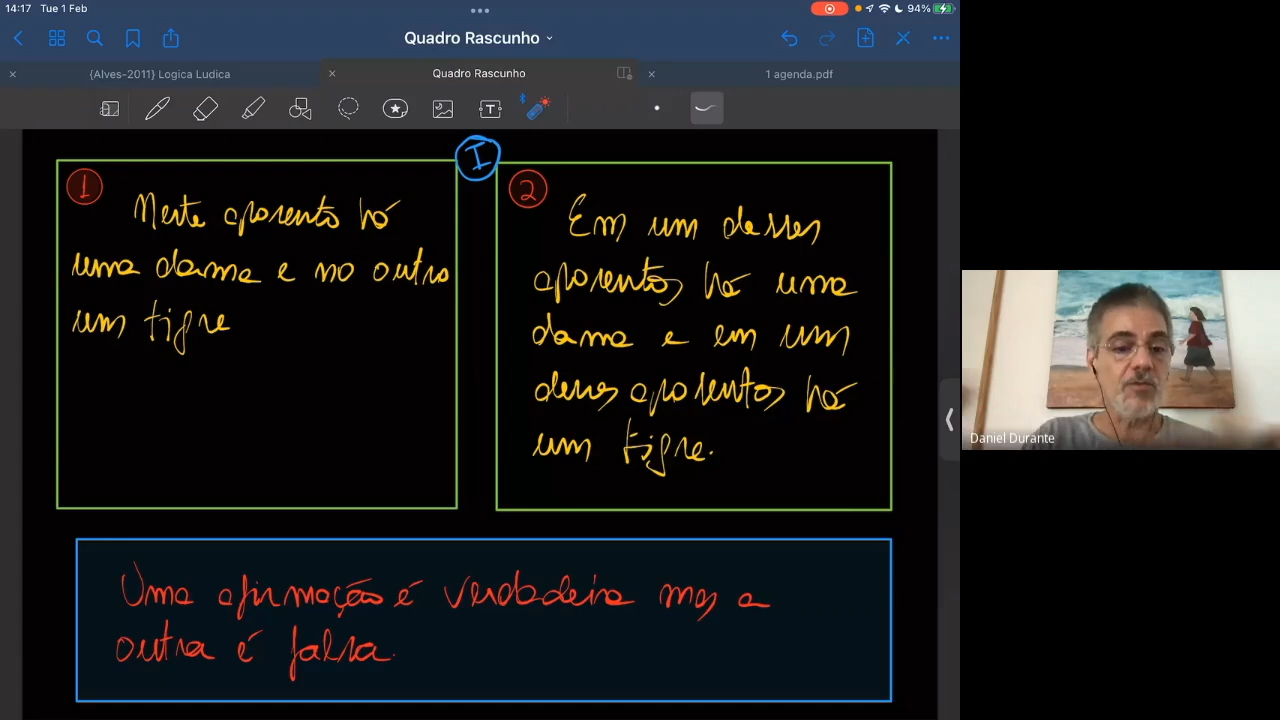 14:17 Tue 1 Feb
94%
Quadro Rascunho
{Alves-2011} Logica Ludica
Quadro Rascunho
1 agenda.pdf
T
I
1
Neste aposento há
uma dama e no outro
um tigre
2
Em um desses
aposentos há uma
dama e em um
desses aposentos há
um tigre.
Uma afirmação é verdadeira mas a
outra é falsa.
Daniel Durante